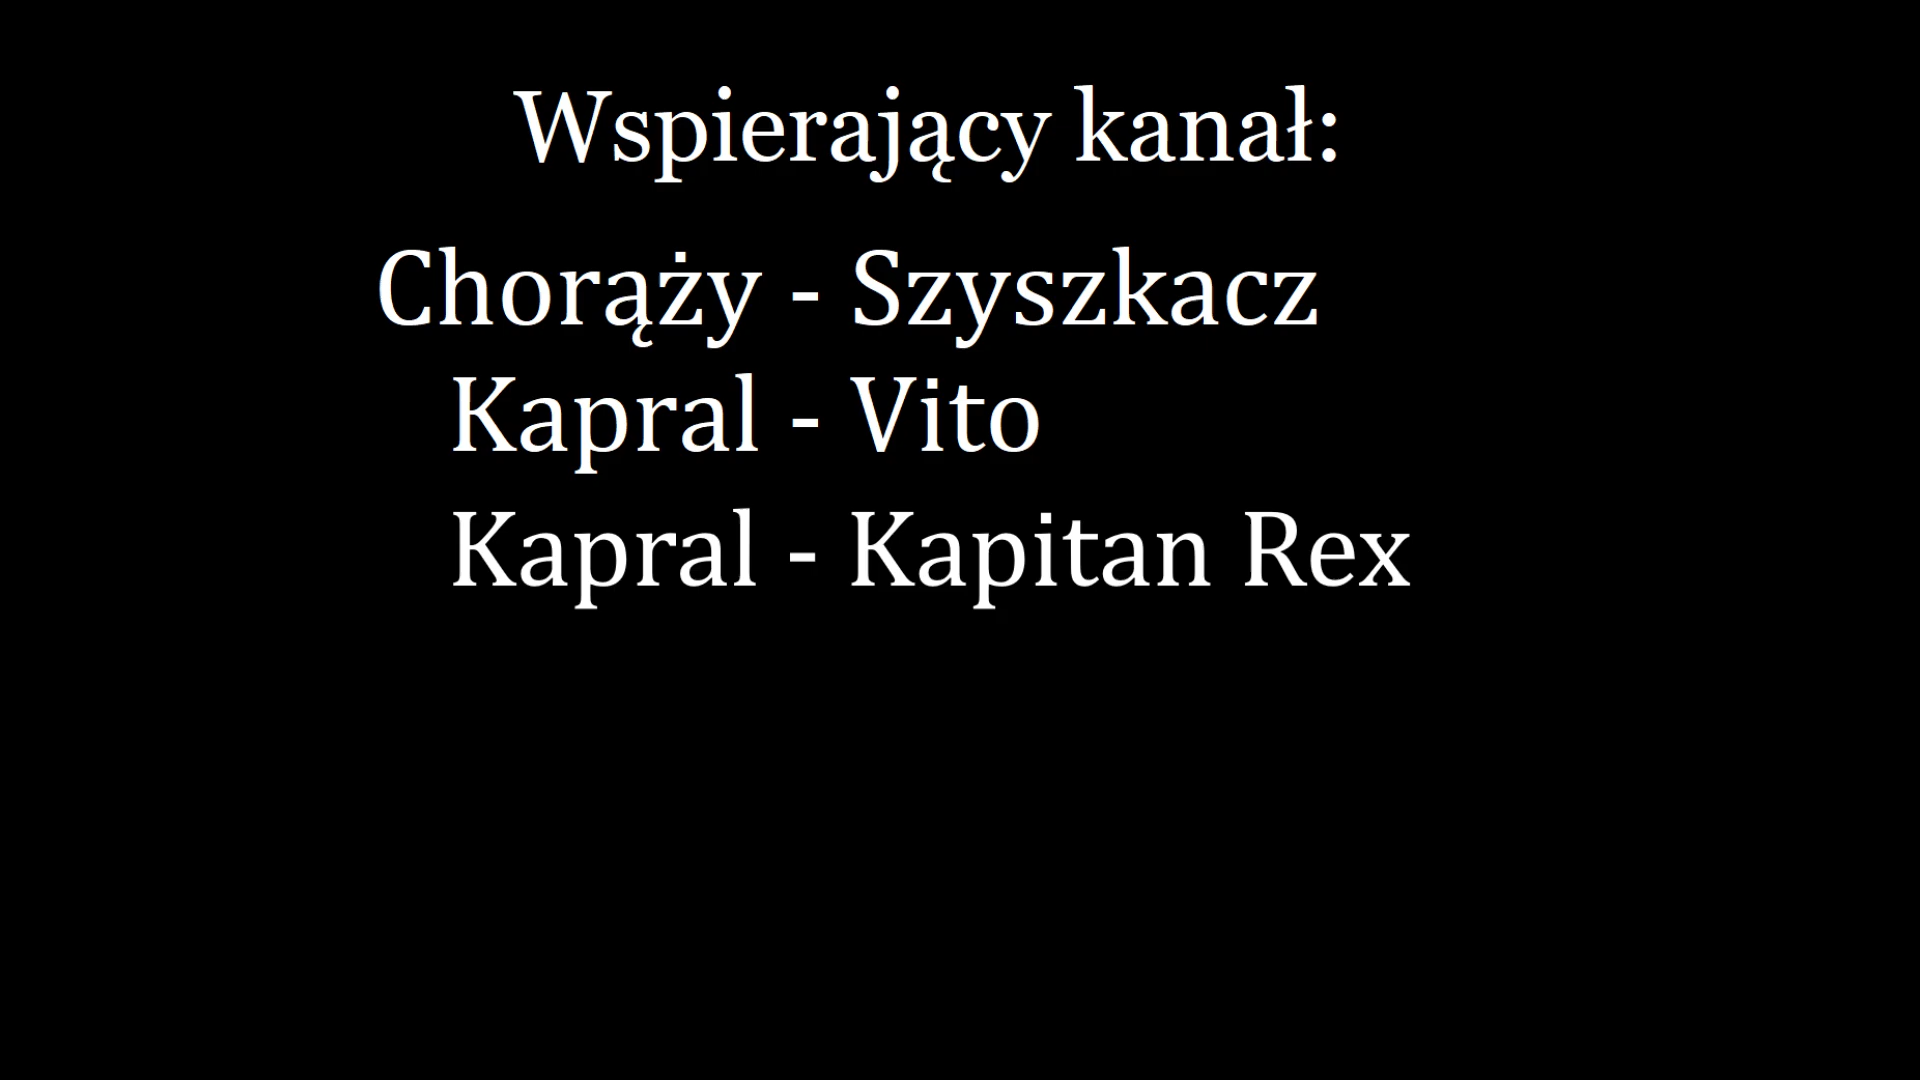 Wspierający kanał:
Chorąży - Szyszkacz
Kapral - Vito
Kapral - Kapitan Rex